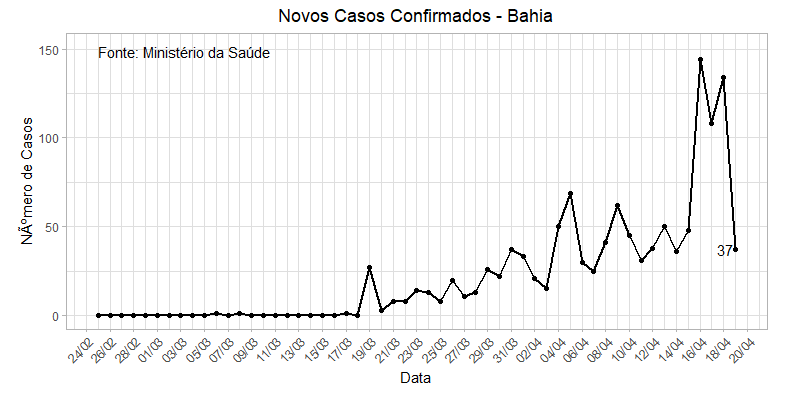 Novos Casos Confirmados - Bahia
Fonte: Ministério da Saúde
150
100
50
0
NÃºmero de Casos
37
24/02 26/02 28/02 01/03 03/03 05/03 07/03 09/03 11/03 13/03 15/03 17/03 19/03 21/03 23/03 25/03 27/03 29/03 31/03 02/04 04/04 06/04 08/04 10/04 12/04 14/04 16/04 18/04 20/04
Data